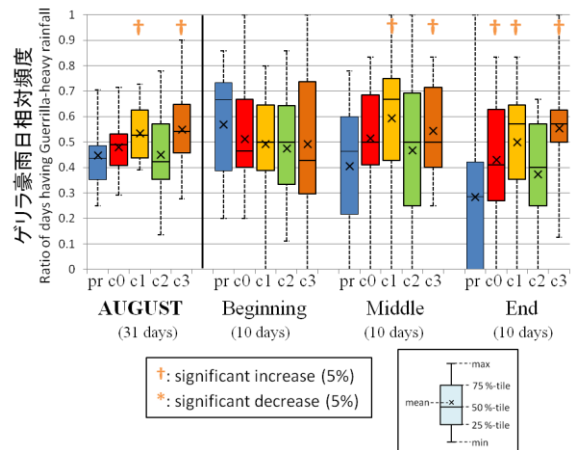 † † † † † † †
1
0.9
0.8
0.7
0.6
0.5
0.4
0.3
0.2
0.1
0
ゲリラ豪雨日相対頻度
Ratio of days having Guerrilla-heavy rainfall
pr c0 c1 c2 c3 pr c0 c1 c2 c3 pr c0 c1 c2 c3 pr c0 c1 c2 c3
AUGUST Beginning Middle End
(31 days) (10 days) (10 days) (10 days)
†: significant increase (5%)
*: significant decrease (5%)
max
75 %-tile
mean
50 %-tile
25 %-tile
min